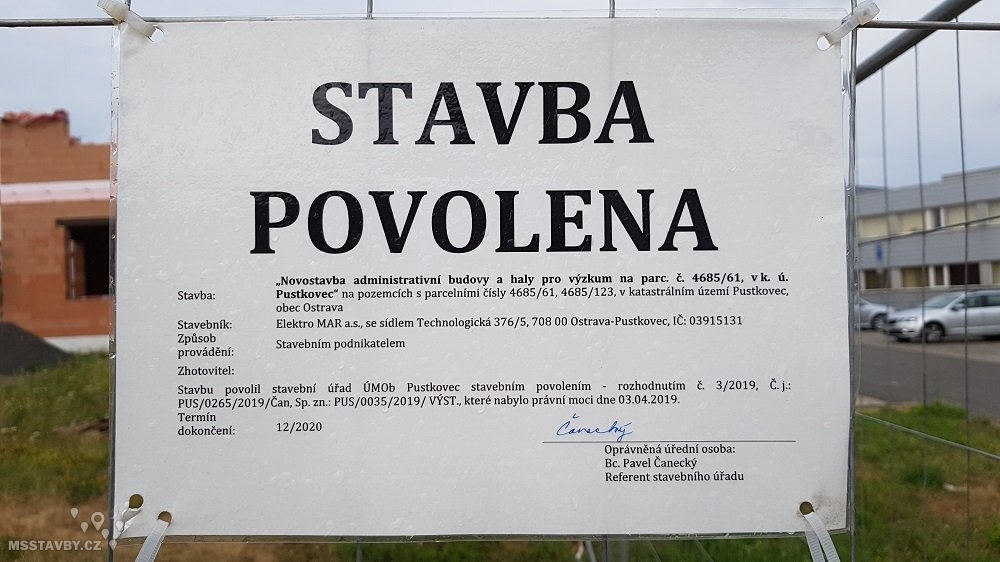 STAVBA
POVOLENA
Stavba:
„Novostavba administrativní budovy a haly pro výzkum na parc. č. 4685/61, v k. ú.
Pustkovec“ na pozemcích s parcelními čísly 4685/61, 4685/123, v katastrálním území Pustkovec,
obec Ostrava
Stavebník: Elektro MAR a.s., se sídlem Technologická 376/5, 708 00 Ostrava-Pustkovec, IČ: 03915131
Způsob
provádění: Stavebním podnikatelem
Zhotovitel:
Stavbu povolil stavební úřad ÚMOb Pustkovec stavebním povolením - rozhodnutím č. 3/2019, Č. j.:
PUS/0265/2019/Čan, Sp. zn.: PUS/0035/2019/ VÝST., které nabylo právní moci dne 03.04.2019.
Termín
dokončení: 12/2020
Čanecký
Oprávněná úřední osoba:
Bc. Pavel Čanecký
Referent stavebního úřadu
MSSTAVBY.CZ